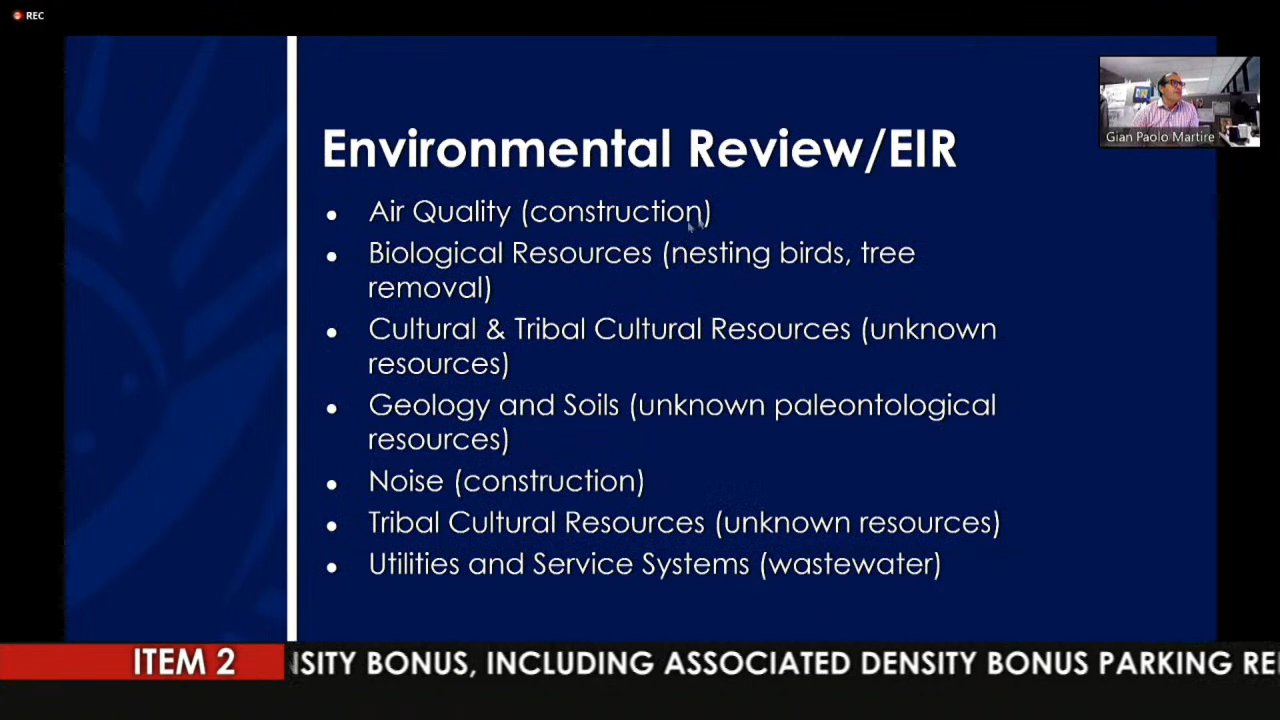 REC
Gian Paolo Martire
Environmental Review/EIR
• Air Quality (construction)
• Biological Resources (nesting birds, tree
removal)
• Cultural & Tribal Cultural Resources (unknown
resources)
• Geology and Soils (unknown paleontological
resources)
• Noise (construction)
• Tribal Cultural Resources (unknown resources)
• Utilities and Service Systems (wastewater)
ITEM 2
NSITY BONUS, INCLUDING ASSOCIATED DENSITY BONUS PARKING